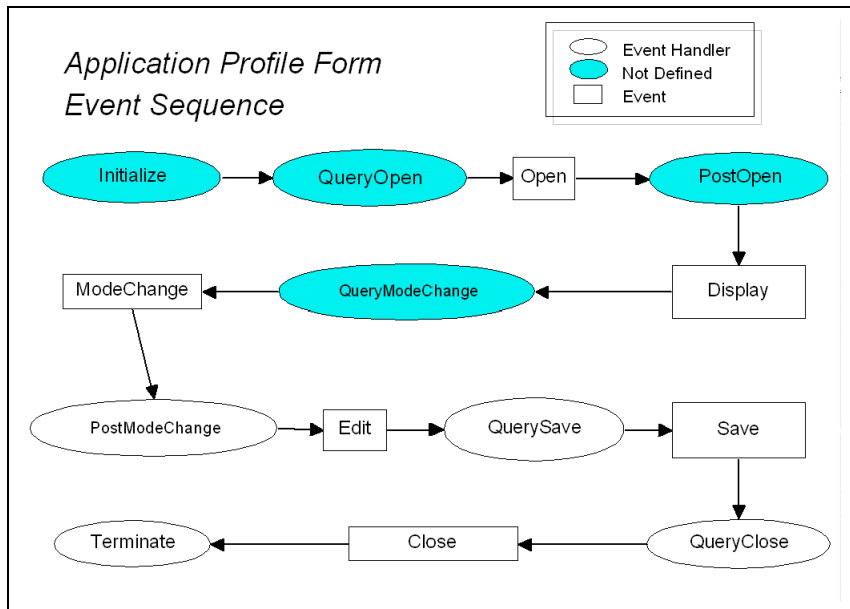 Application Profile Form
Event Sequence
Event Handler
Not Defined
Event
Initialize
QueryOpen
Open
PostOpen
ModeChange
QueryModeChange
Display
PostModeChange
Edit
QuerySave
Save
Terminate
Close
QueryClose